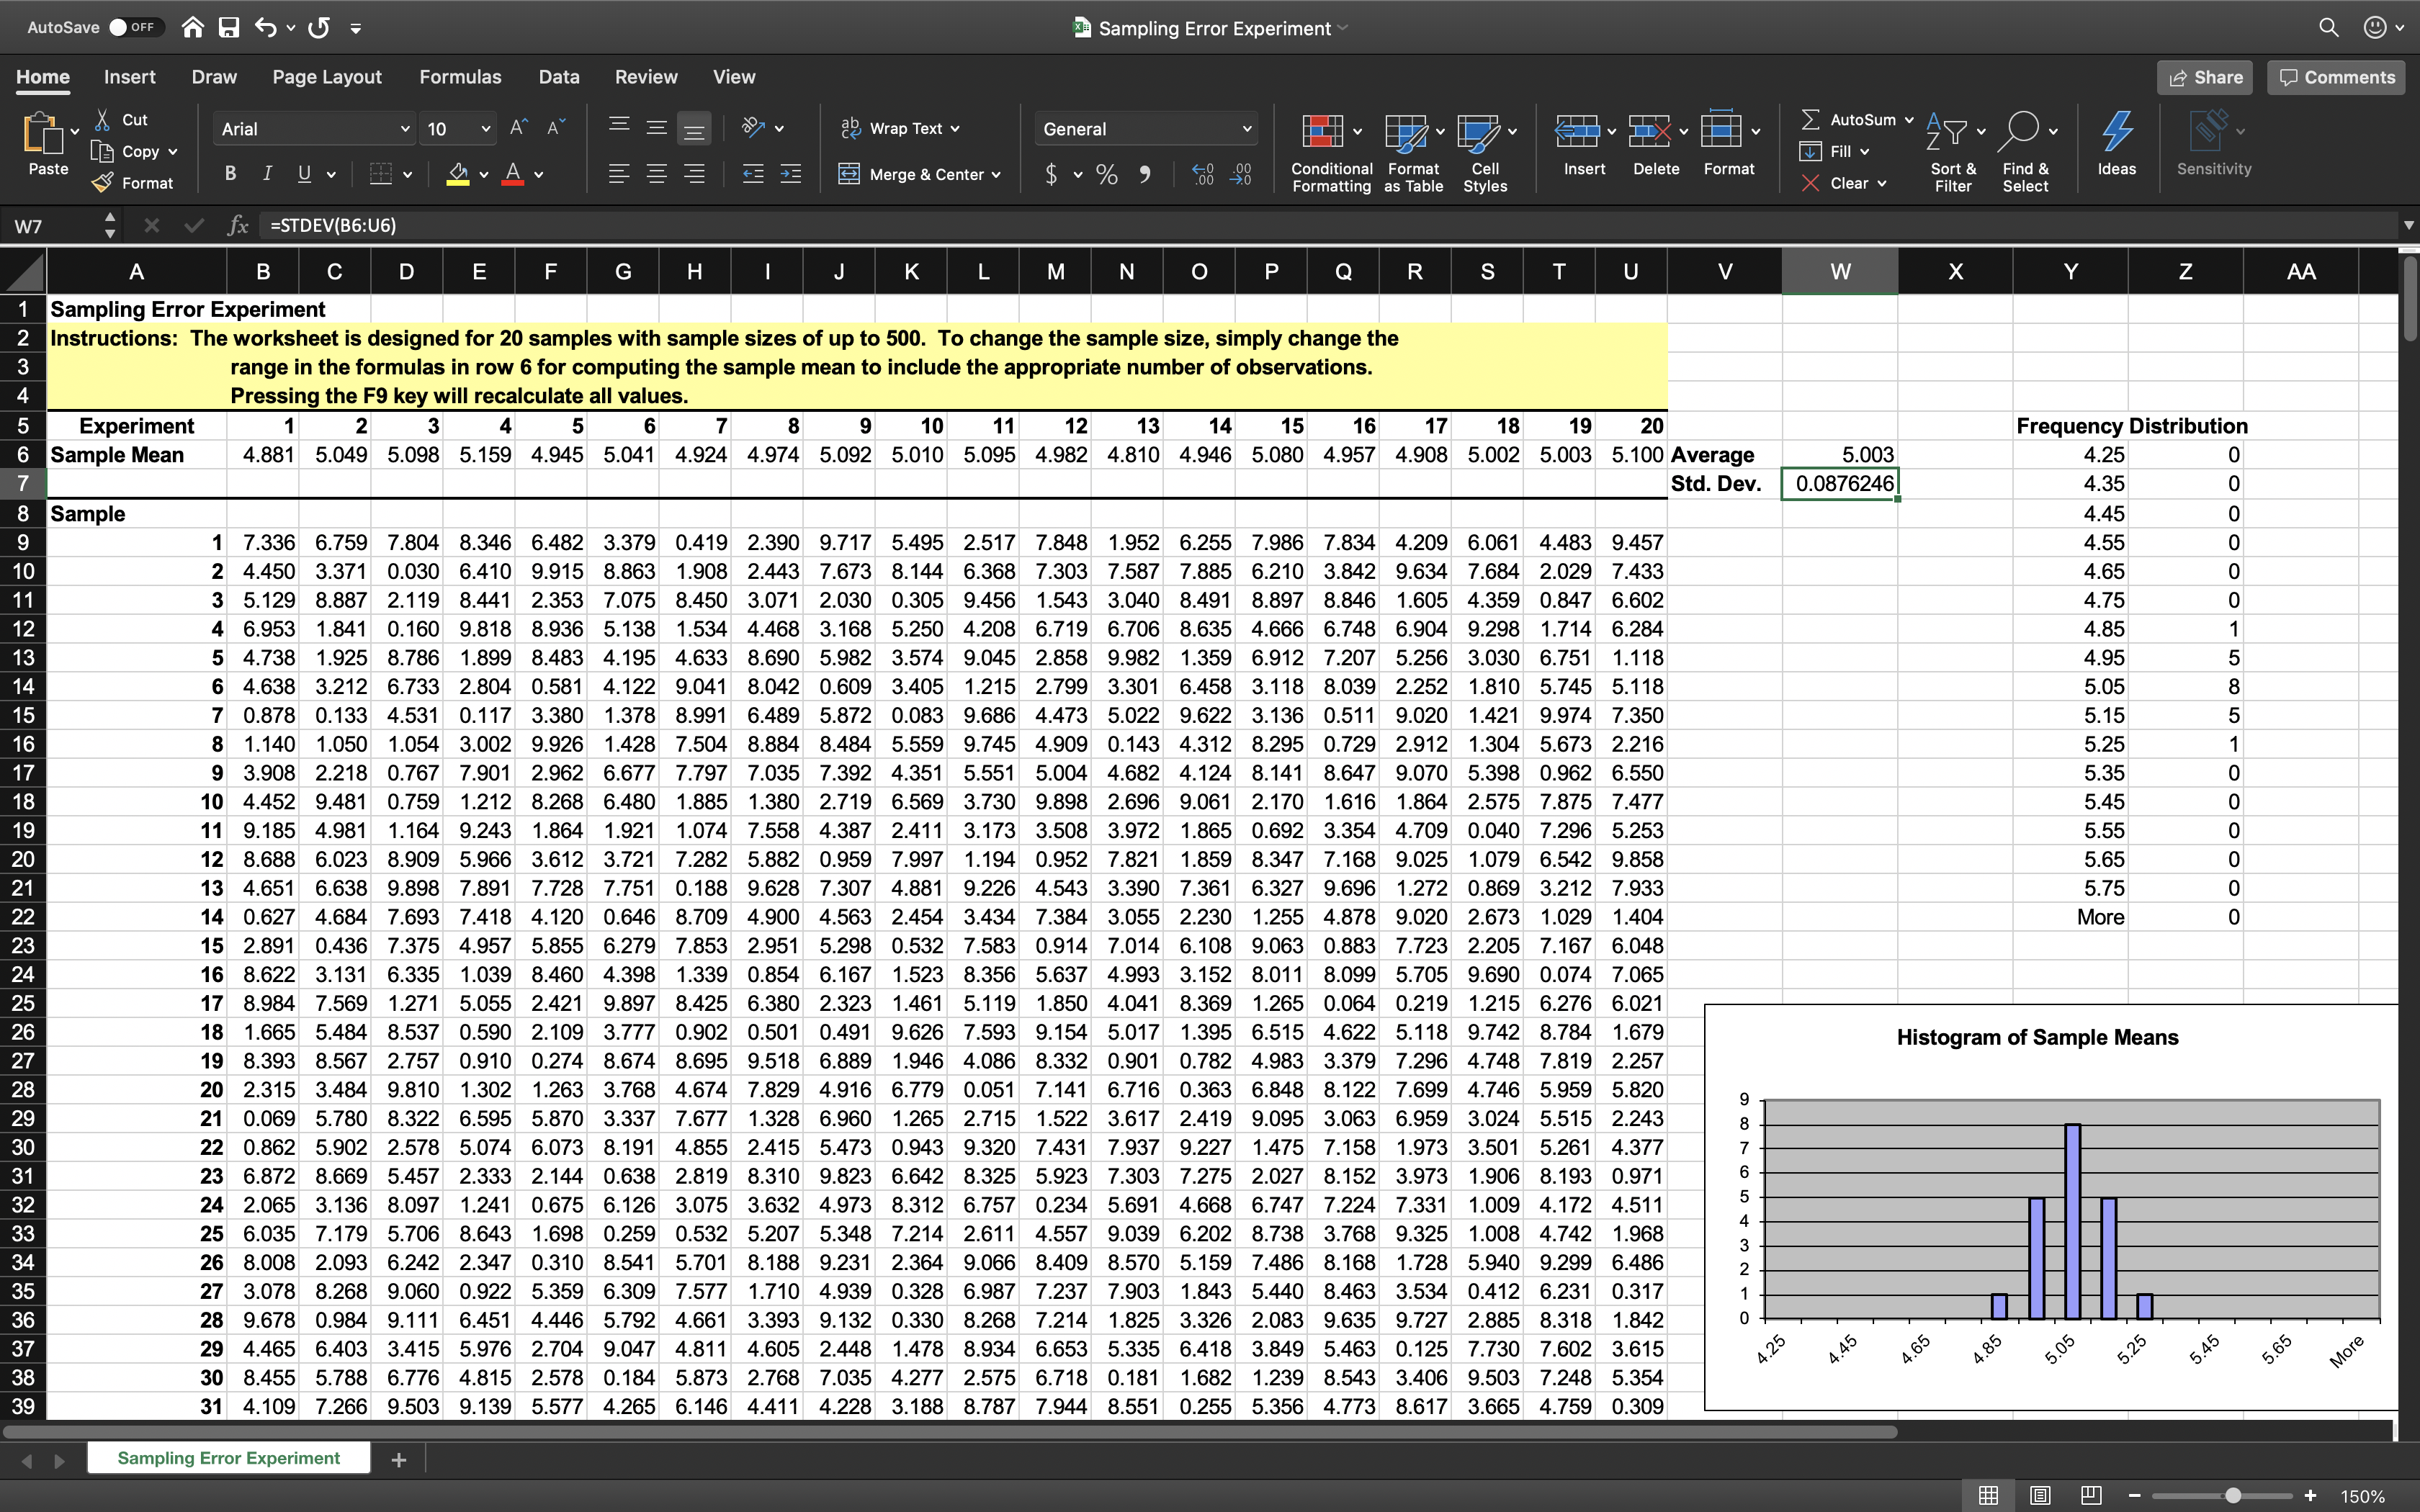 AutoSave OFF Sampling Error Experiment
Home Insert Draw Page Layout Formulas Data Review View Share Comments
Paste Cut Copy Format Arial 10 Wrap Text Merge & Center General Conditional Formatting Format as Table Cell Styles Insert Delete Format AutoSum Fill Clear Sort & Filter Find & Select Ideas Sensitivity
W7 fx =STDEV(B6:U6)
A B C D E F G H I J K L M N O P Q R S T U V W X Y Z AA
1 Sampling Error Experiment
2 Instructions: The worksheet is designed for 20 samples with sample sizes of up to 500. To change the sample size, simply change the
3 range in the formulas in row 6 for computing the sample mean to include the appropriate number of observations.
4 Pressing the F9 key will recalculate all values.
5 Experiment 1 2 3 4 5 6 7 8 9 10 11 12 13 14 15 16 17 18 19 20 Frequency Distribution
6 Sample Mean 4.881 5.049 5.098 5.159 4.945 5.041 4.924 4.974 5.092 5.010 5.095 4.982 4.810 4.946 5.080 4.957 4.908 5.002 5.003 5.100 Average 5.003 4.25 0
7 Std. Dev. 0.0876246 4.35 0
8 Sample 4.45 0
9 1 7.336 6.759 7.804 8.346 6.482 3.379 0.419 2.390 9.717 5.495 2.517 7.848 1.952 6.255 7.986 7.834 4.209 6.061 4.483 9.457 4.55 0
10 2 4.450 3.371 0.030 6.410 9.915 8.863 1.908 2.443 7.673 8.144 6.368 7.303 7.587 7.885 6.210 3.842 9.634 7.684 2.029 7.433 4.65 0
11 3 5.129 8.887 2.119 8.441 2.353 7.075 8.450 3.071 2.030 0.305 9.456 1.543 3.040 8.491 8.897 8.846 1.605 4.359 0.847 6.602 4.75 0
12 4 6.953 1.841 0.160 9.818 8.936 5.138 1.534 4.468 3.168 5.250 4.208 6.719 6.706 8.635 4.666 6.748 6.904 9.298 1.714 6.284 4.85 1
13 5 4.738 1.925 8.786 1.899 8.483 4.195 4.633 8.690 5.982 3.574 9.045 2.858 9.982 1.359 6.912 7.207 5.256 3.030 6.751 1.118 4.95 5
14 6 4.638 3.212 6.733 2.804 0.581 4.122 9.041 8.042 0.609 3.405 1.215 2.799 3.301 6.458 3.118 8.039 2.252 1.810 5.745 5.118 5.05 8
15 7 0.878 0.133 4.531 0.117 3.380 1.378 8.991 6.489 5.872 0.083 9.686 4.473 5.022 9.622 3.136 0.511 9.020 1.421 9.974 7.350 5.15 5
16 8 1.140 1.050 1.054 3.002 9.926 1.428 7.504 8.884 8.484 5.559 9.745 4.909 0.143 4.312 8.295 0.729 2.912 1.304 5.673 2.216 5.25 1
17 9 3.908 2.218 0.767 7.901 2.962 6.677 7.797 7.035 7.392 4.351 5.551 5.004 4.682 4.124 8.141 8.647 9.070 5.398 0.962 6.550 5.35 0
18 10 4.452 9.481 0.759 1.212 8.268 6.480 1.885 1.380 2.719 6.569 3.730 9.898 2.696 9.061 2.170 1.616 1.864 2.575 7.875 7.477 5.45 0
19 11 9.185 4.981 1.164 9.243 1.864 1.921 1.074 7.558 4.387 2.411 3.173 3.508 3.972 1.865 0.692 3.354 4.709 0.040 7.296 5.253 5.55 0
20 12 8.688 6.023 8.909 5.966 3.612 3.721 7.282 5.882 0.959 7.997 1.194 0.952 7.821 1.859 8.347 7.168 9.025 1.079 6.542 9.858 5.65 0
21 13 4.651 6.638 9.898 7.891 7.728 7.751 0.188 9.628 7.307 4.881 9.226 4.543 3.390 7.361 6.327 9.696 1.272 0.869 3.212 7.933 5.75 0
22 14 0.627 4.684 7.693 7.418 4.120 0.646 8.709 4.900 4.563 2.454 3.434 7.384 3.055 2.230 1.255 4.878 9.020 2.673 1.029 1.404 More 0
23 15 2.891 0.436 7.375 4.957 5.855 6.279 7.853 2.951 5.298 0.532 7.583 0.914 7.014 6.108 9.063 0.883 7.723 2.205 7.167 6.048
24 16 8.622 3.131 6.335 1.039 8.460 4.398 1.339 0.854 6.167 1.523 8.356 5.637 4.993 3.152 8.011 8.099 5.705 9.690 0.074 7.065
25 17 8.984 7.569 1.271 5.055 2.421 9.897 8.425 6.380 2.323 1.461 5.119 1.850 4.041 8.369 1.265 0.064 0.219 1.215 6.276 6.021
26 18 1.665 5.484 8.537 0.590 2.109 3.777 0.902 0.501 0.491 9.626 7.593 9.154 5.017 1.395 6.515 4.622 5.118 9.742 8.784 1.679
27 19 8.393 8.567 2.757 0.910 0.274 8.674 8.695 9.518 6.889 1.946 4.086 8.332 0.901 0.782 4.983 3.379 7.296 4.748 7.819 2.257
28 20 2.315 3.484 9.810 1.302 1.263 3.768 4.674 7.829 4.916 6.779 0.051 7.141 6.716 0.363 6.848 8.122 7.699 4.746 5.959 5.820
29 21 0.069 5.780 8.322 6.595 5.870 3.337 7.677 1.328 6.960 1.265 2.715 1.522 3.617 2.419 9.095 3.063 6.959 3.024 5.515 2.243
30 22 0.862 5.902 2.578 5.074 6.073 8.191 4.855 2.415 5.473 0.943 9.320 7.431 7.937 9.227 1.475 7.158 1.973 3.501 5.261 4.377
31 23 6.872 8.669 5.457 2.333 2.144 0.638 2.819 8.310 9.823 6.642 8.325 5.923 7.303 7.275 2.027 8.152 3.973 1.906 8.193 0.971
32 24 2.065 3.136 8.097 1.241 0.675 6.126 3.075 3.632 4.973 8.312 6.757 0.234 5.691 4.668 6.747 7.224 7.331 1.009 4.172 4.511
33 25 6.035 7.179 5.706 8.643 1.698 0.259 0.532 5.207 5.348 7.214 2.611 4.557 9.039 6.202 8.738 3.768 9.325 1.008 4.742 1.968
34 26 8.008 2.093 6.242 2.347 0.310 8.541 5.701 8.188 9.231 2.364 9.066 8.409 8.570 5.159 7.486 8.168 1.728 5.940 9.299 6.486
35 27 3.078 8.268 9.060 0.922 5.359 6.309 7.577 1.710 4.939 0.328 6.987 7.237 7.903 1.843 5.440 8.463 3.534 0.412 6.231 0.317
36 28 9.678 0.984 9.111 6.451 4.446 5.792 4.661 3.393 9.132 0.330 8.268 7.214 1.825 3.326 2.083 9.635 9.727 2.885 8.318 1.842
37 29 4.465 6.403 3.415 5.976 2.704 9.047 4.811 4.605 2.448 1.478 8.934 6.653 5.335 6.418 3.849 5.463 0.125 7.730 7.602 3.615
38 30 8.455 5.788 6.776 4.815 2.578 0.184 5.873 2.768 7.035 4.277 2.575 6.718 0.181 1.682 1.239 8.543 3.406 9.503 7.248 5.354
39 31 4.109 7.266 9.503 9.139 5.577 4.265 6.146 4.411 4.228 3.188 8.787 7.944 8.551 0.255 5.356 4.773 8.617 3.665 4.759 0.309
Histogram of Sample Means
9
8
7
6
5
4
3
2
1
0
4.25 4.45 4.65 4.85 5.05 5.25 5.45 5.65 More
Sampling Error Experiment +
150%